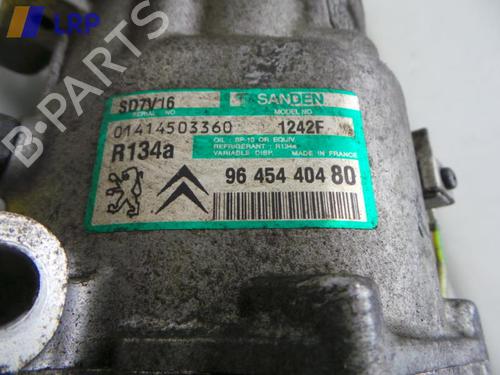 LRP
SD7V16
SANDEN
SERIAL NO
MODEL NO
01414503360
1242F
R134a
OIL : SP-10 OR EQUIV.
REFRIGERANT : R134a
VARIABLE DISP. MADE IN FRANCE
96 454 404 80